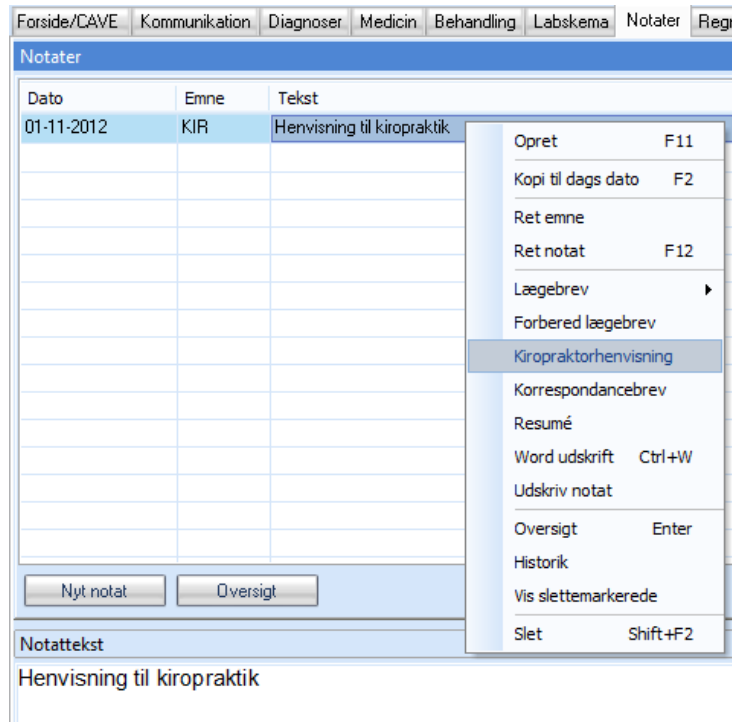 Forside/CAVE Kommunikation Diagnoser Medicin Behandling Labskema Notater Regr
Notater
Dato Emne Tekst
01-11-2012 KIR Henvisning til kiropraktik
Opret F11
Kopi til dags dato F2
Ret emne
Ret notat F12
Lægebrev
Forbered lægebrev
Kiropraktorhenvisning
Korrespondancebrev
Resumé
Word udskrift Ctrl+W
Udskriv notat
Oversigt Enter
Historik
Vis slettemarkerede
Slet Shift+F2
Nyt notat Oversigt
Notattekst
Henvisning til kiropraktik